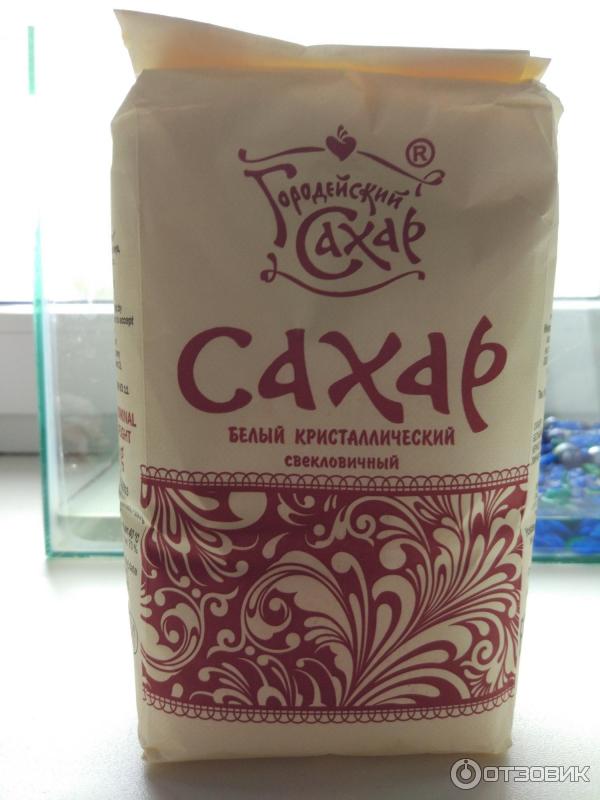 Городейский
Сахар
®
сахар
БЕЛЫЙ КРИСТАЛЛИЧЕСКИЙ
СВЕКЛОВИЧНЫЙ
ОТЗОВИК